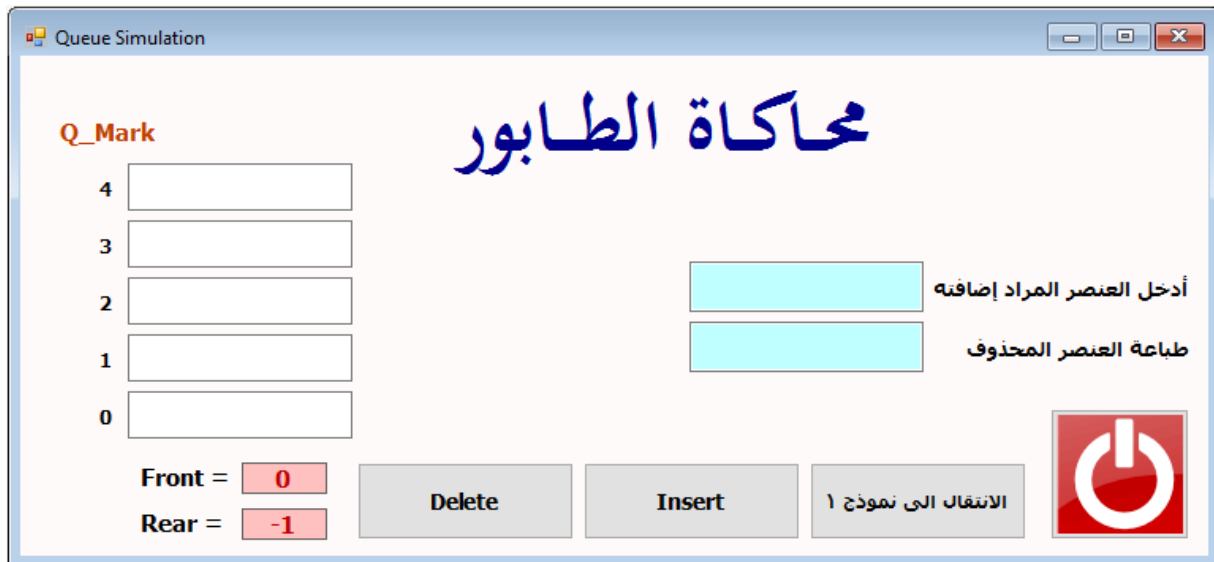 Queue Simulation
محاكاة الطابور
Q_Mark
4
3
2
1
0
أدخل العنصر المراد إضافته
طباعة العنصر المحذوف
Front = 0
Rear = -1
Delete
Insert
الانتقال الى نموذج ١